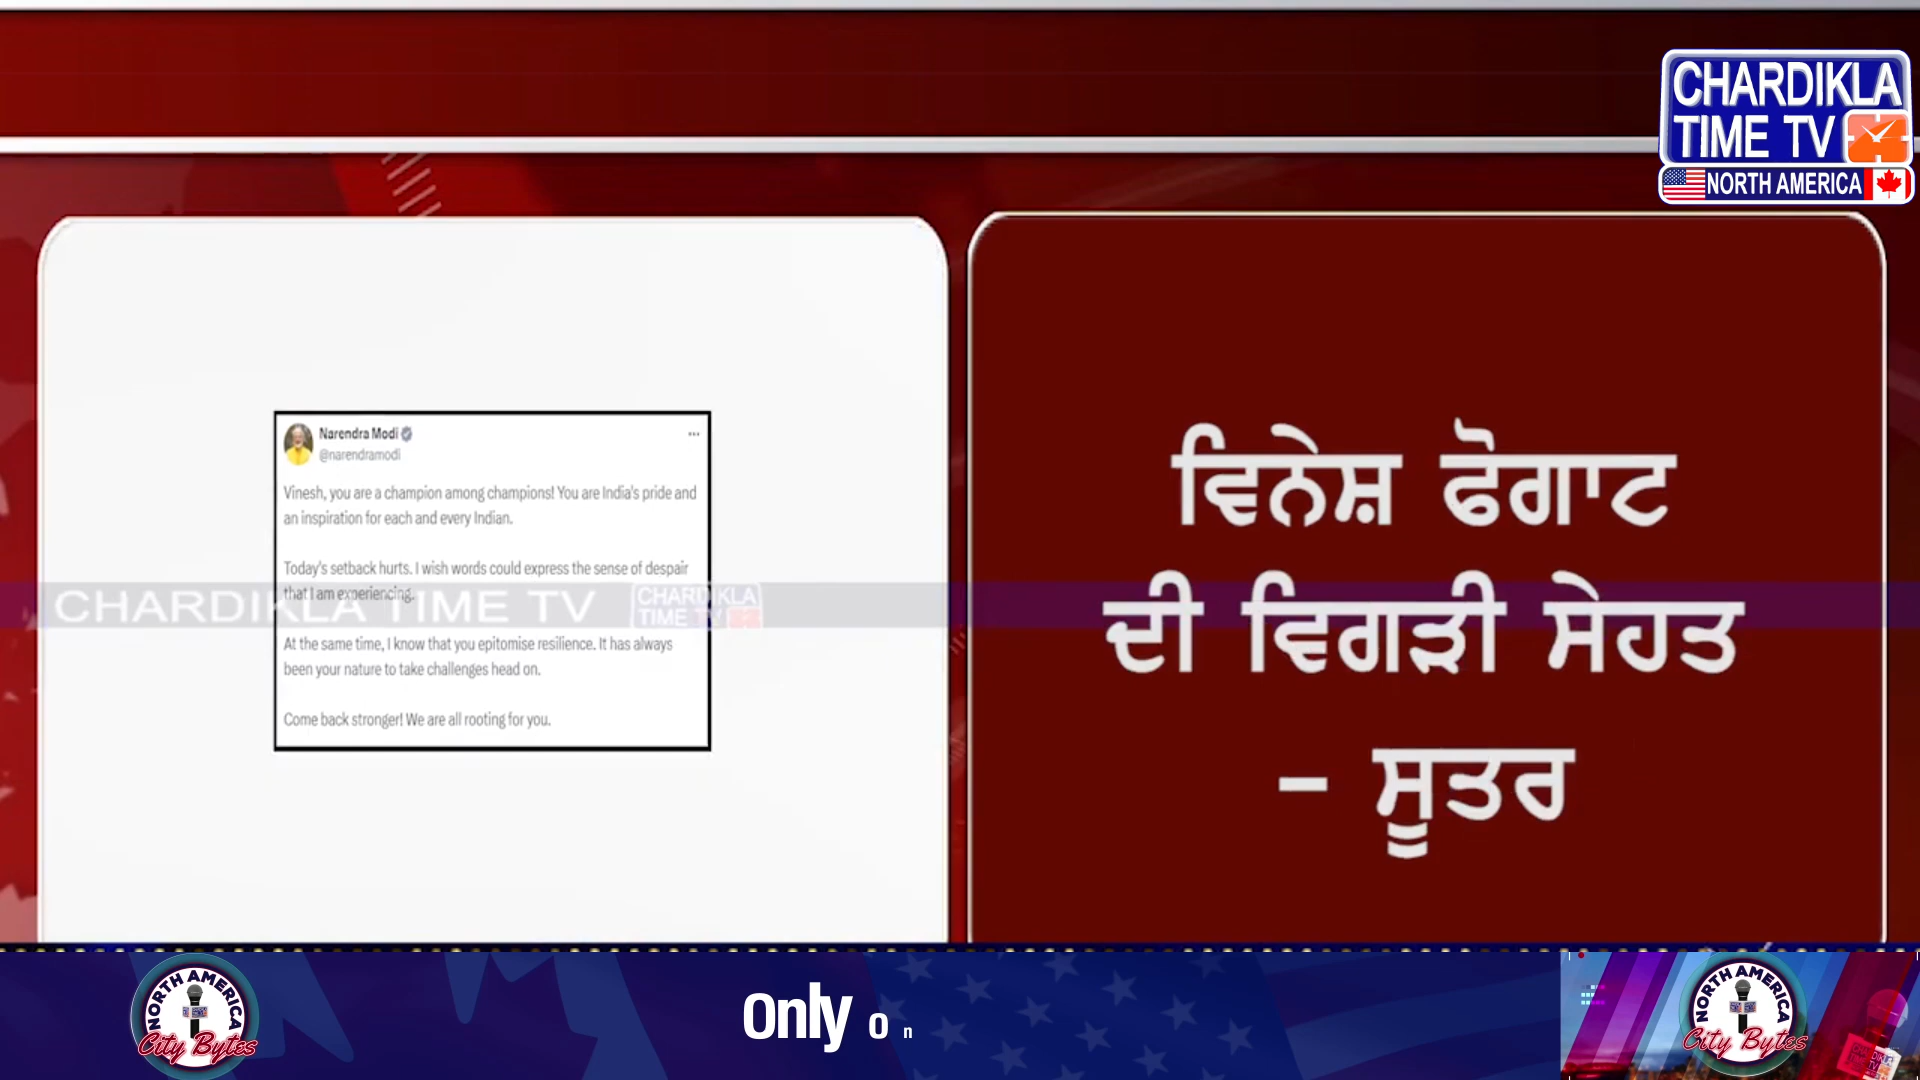 CHARDIKLA
TIME TV
NORTH AMERICA
Narendra Modi
@narendramodi
Vinesh, you are a champion among champions! You are India's pride and
an inspiration for each and every Indian.
Today's setback hurts. I wish words could express the sense of despair
that I am experiencing.
At the same time, I know that you epitomise resilience. It has always
been your nature to take challenges head on.
Come back stronger! We are all rooting for you.
CHARDIKLA TIME TV
CHARDIKLA
TIME TV
ਵਿਨੇਸ਼ ਫੋਗਾਟ
ਦੀ ਵਿਗੜੀ ਸੇਹਤ
- ਸੂਤਰ
NORTH AMERICA
City Bytes
Only on
NORTH AMERICA
City Bytes